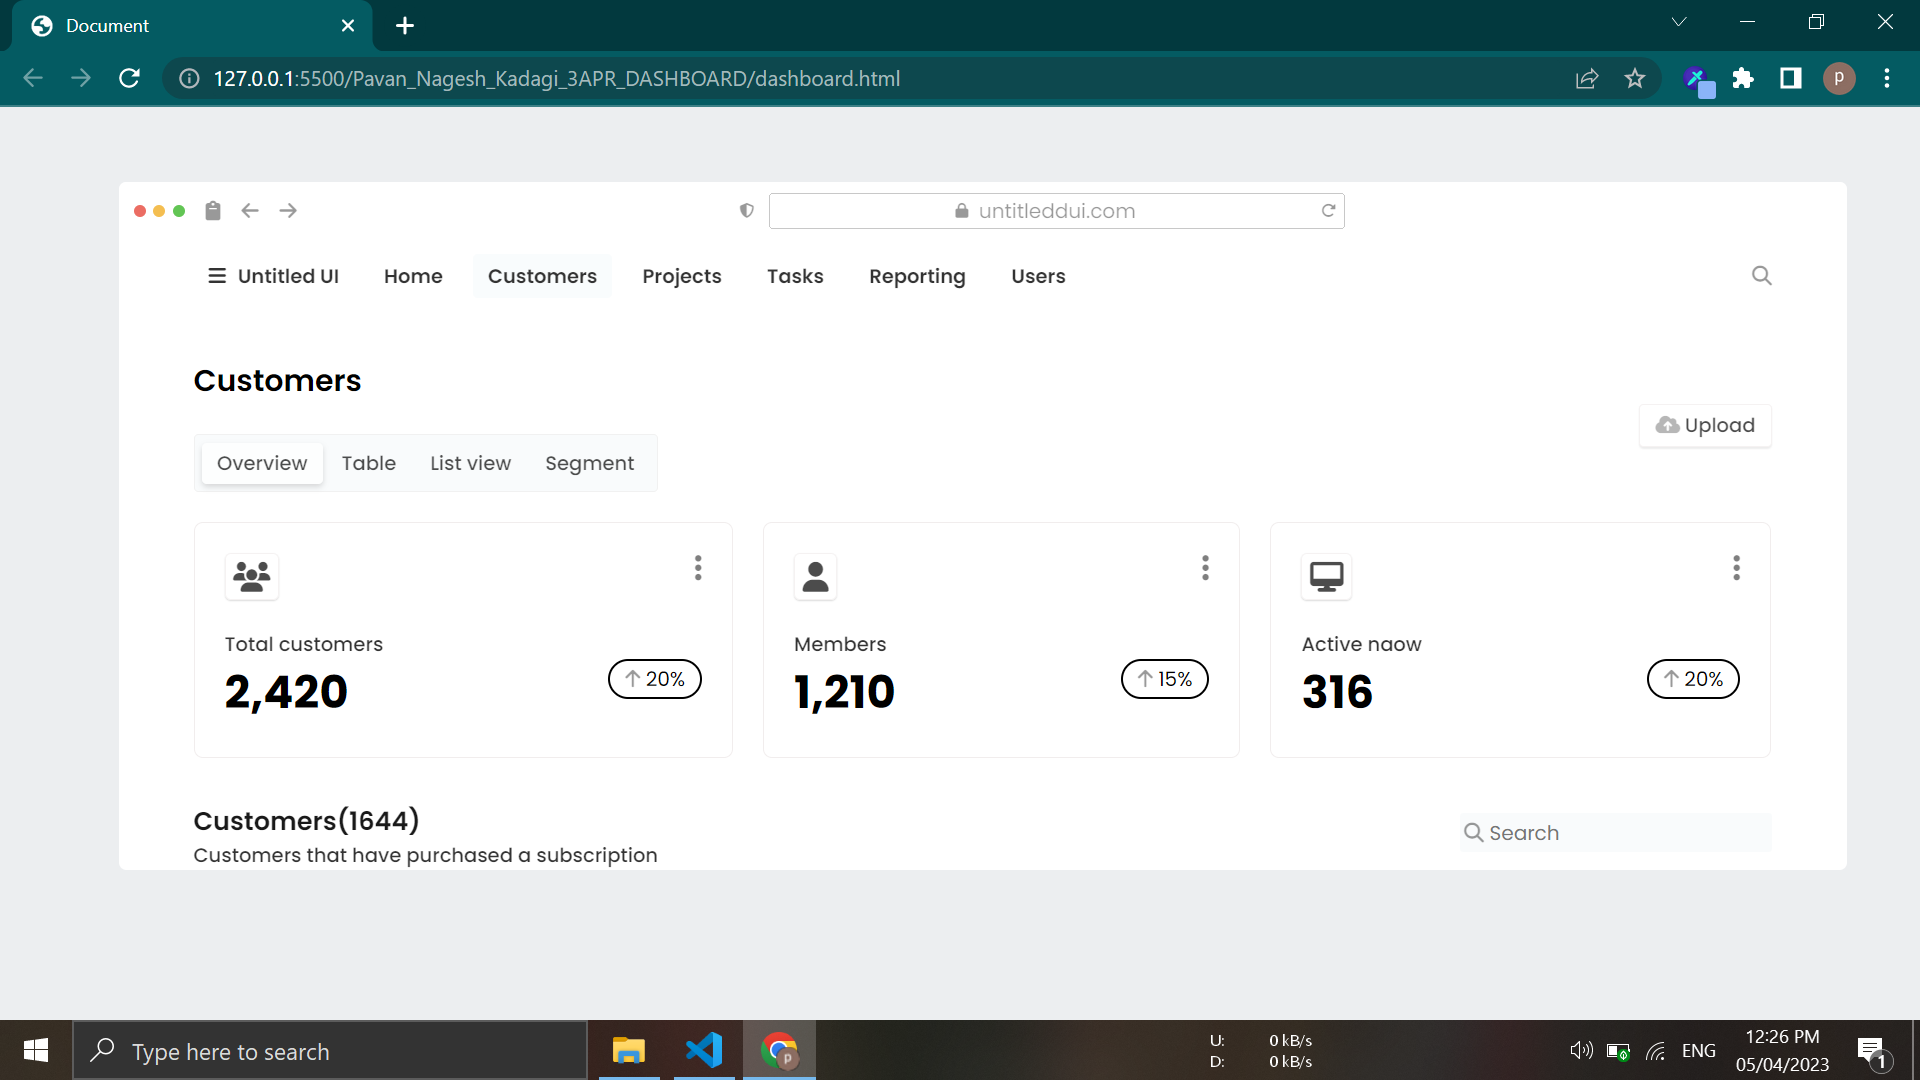 Document
127.0.0.1:5500/Pavan_Nagesh_Kadagi_3APR_DASHBOARD/dashboard.html
p
untitleddui.com
Untitled UI Home Customers Projects Tasks Reporting Users
Customers
Upload
Overview Table List view Segment
Total customers
2,420
20%
Members
1,210
15%
Active naow
316
20%
Customers(1644)
Customers that have purchased a subscription
Search
Type here to search
p
U: 0 kB/s
D: 0 kB/s
ENG
12:26 PM
05/04/2023
1